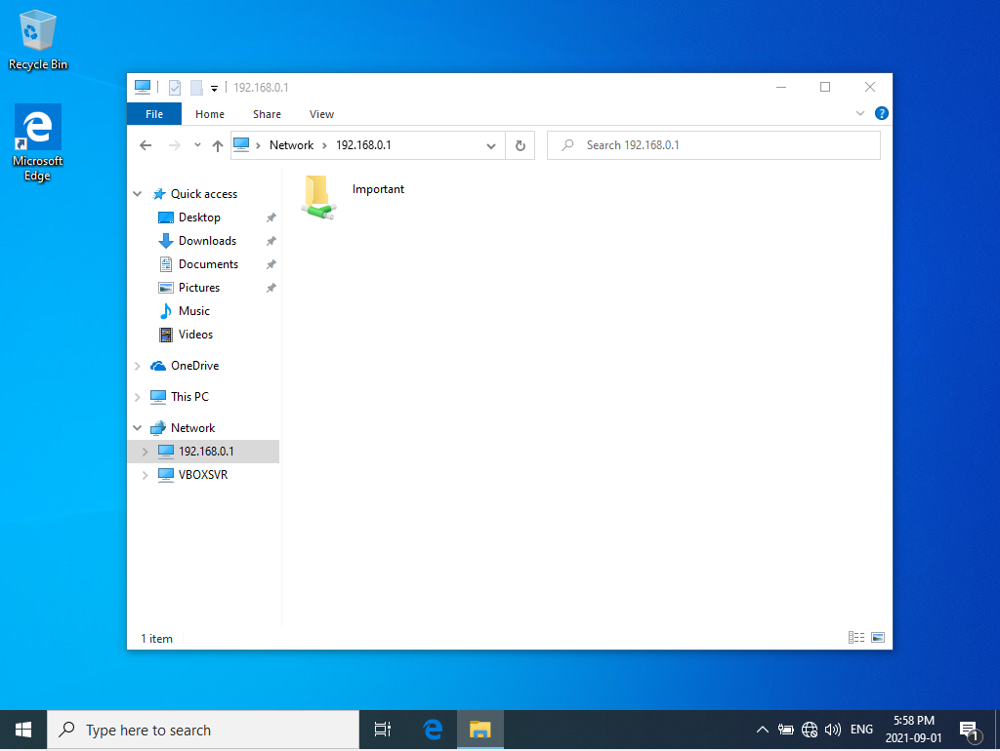 Recycle Bin
Microsoft
Edge
192.168.0.1
File Home Share View
Network 192.168.0.1
Search 192.168.0.1
Quick access
Desktop
Downloads
Documents
Pictures
Music
Videos
OneDrive
This PC
Network
192.168.0.1
VBOXSVR
Important
1 item
Type here to search
ENG
5:58 PM
2021-09-01
1